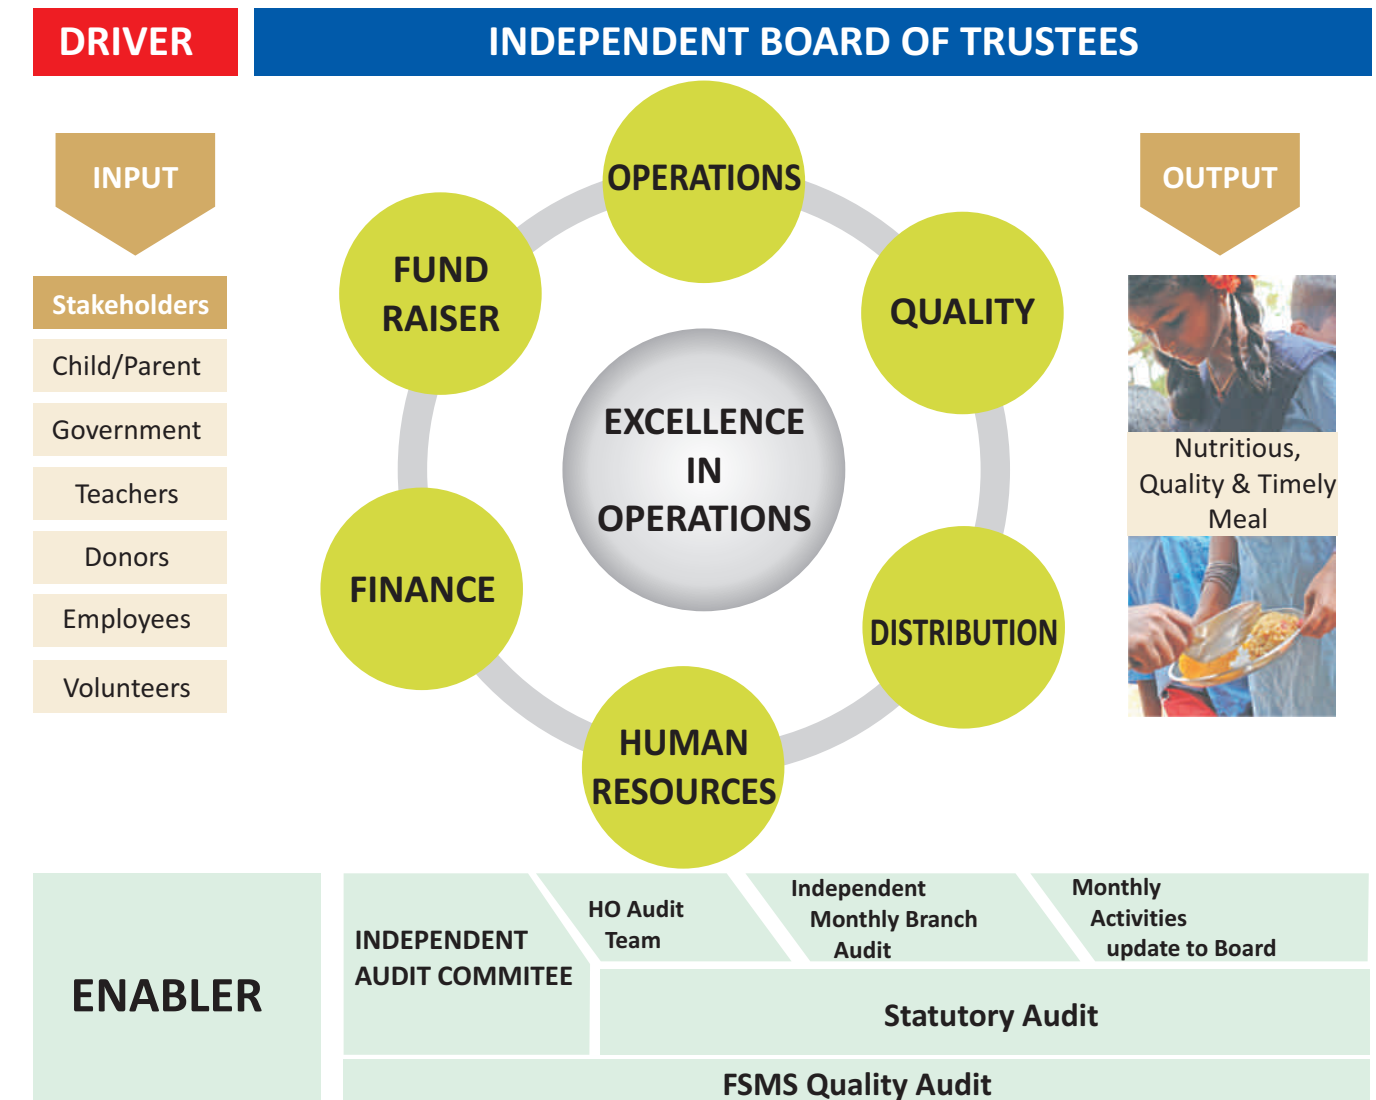 DRIVER
INDEPENDENT BOARD OF TRUSTEES
INPUT
Stakeholders
Child/Parent
Government
Teachers
Donors
Employees
Volunteers
OPERATIONS
QUALITY
DISTRIBUTION
HUMAN
RESOURCES
FINANCE
FUND
RAISER
EXCELLENCE
IN
OPERATIONS
OUTPUT
Nutritious,
Quality & Timely
Meal
ENABLER
INDEPENDENT
AUDIT COMMITEE
HO Audit
Team
Independent
Monthly Branch
Audit
Monthly
Activities
update to Board
Statutory Audit
FSMS Quality Audit